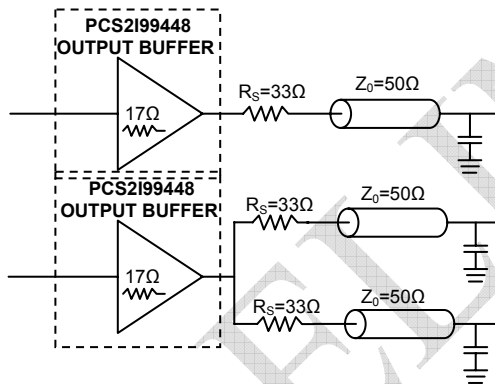 PCS2I99448
OUTPUT BUFFER
17Ω
RS=33Ω
Z0=50Ω
PCS2I99448
OUTPUT BUFFER
17Ω
RS=33Ω
Z0=50Ω
RS=33Ω
Z0=50Ω